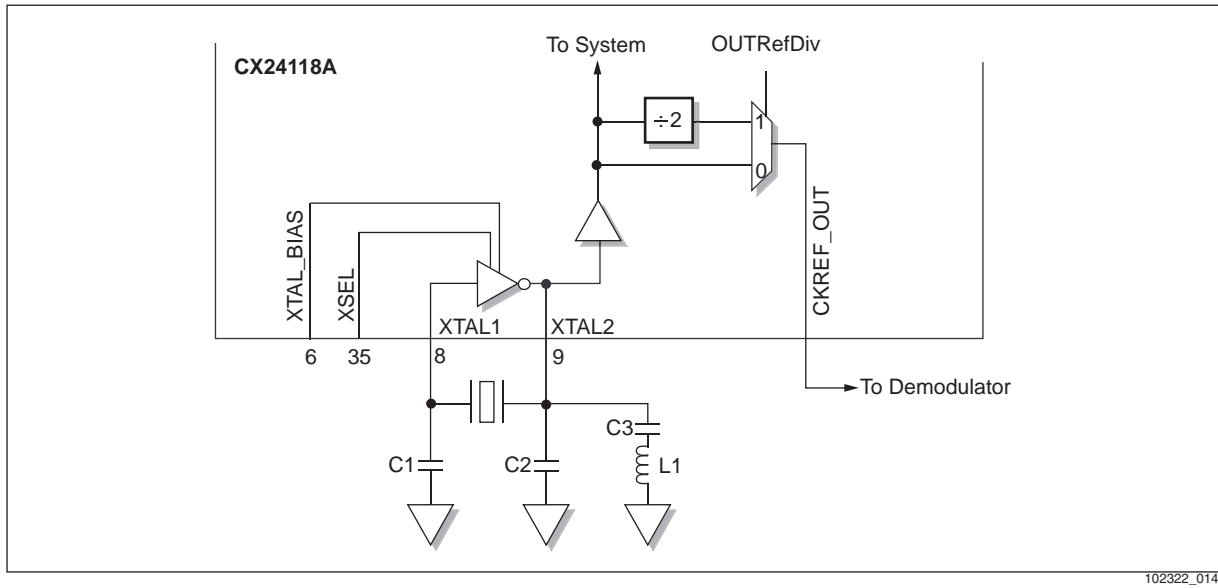 To System
OUTRefDiv
CX24118A
÷2
1
0
XTAL_BIAS
XSEL
CKREF_OUT
XTAL1
XTAL2
6
35
8
9
To Demodulator
C3
C1
C2
L1
102322_014